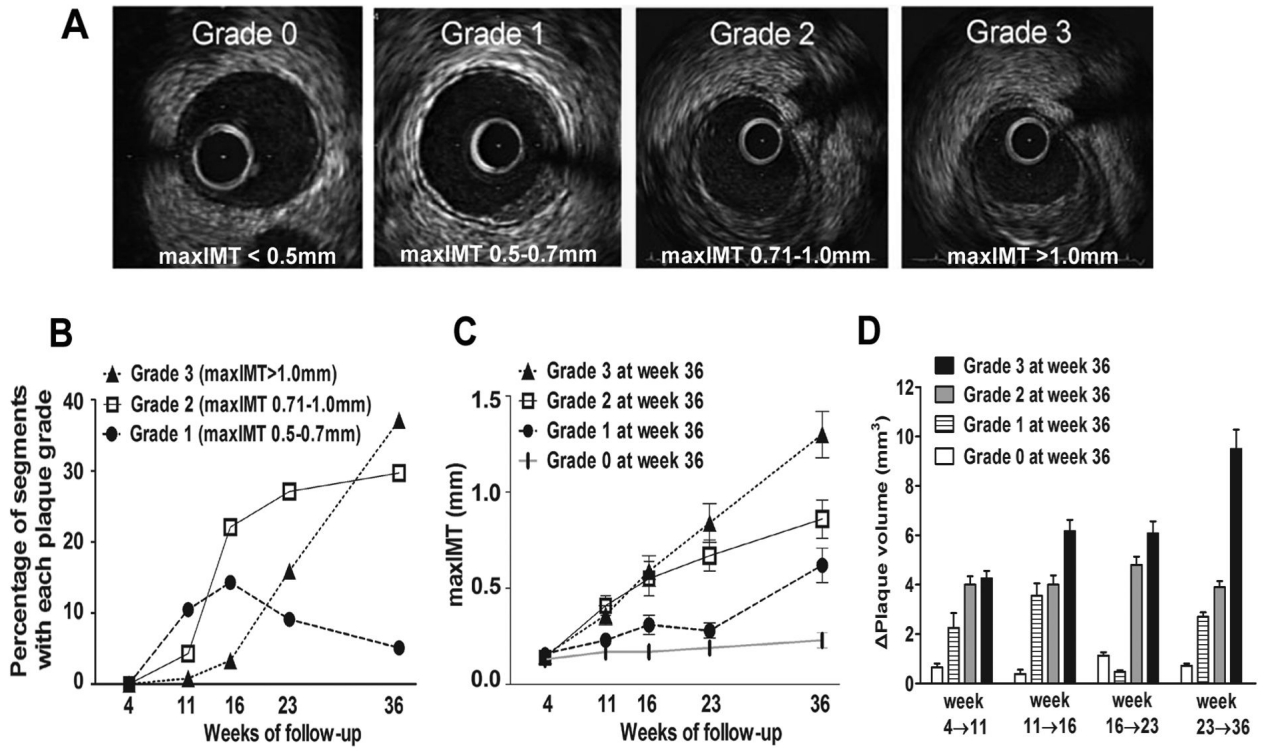 A
Grade 0
maxIMT < 0.5mm
Grade 1
maxIMT 0.5-0.7mm
Grade 2
maxIMT 0.71-1.0mm
Grade 3
maxIMT >1.0mm
B
Grade 3 (maxIMT>1.0mm)
Grade 2 (maxIMT 0.71-1.0mm)
Grade 1 (maxIMT 0.5-0.7mm)
Percentage of segments
with each plaque grade
40
30
20
10
0
4 11 16 23 36
Weeks of follow-up
C
Grade 3 at week 36
Grade 2 at week 36
Grade 1 at week 36
Grade 0 at week 36
maxIMT (mm)
1.5
1.0
0.5
0.0
4 11 16 23 36
Weeks of follow-up
D
Grade 3 at week 36
Grade 2 at week 36
Grade 1 at week 36
Grade 0 at week 36
ΔPlaque volume (mm³)
12
10
8
6
4
2
0
week week week week
4→11 11→16 16→23 23→36